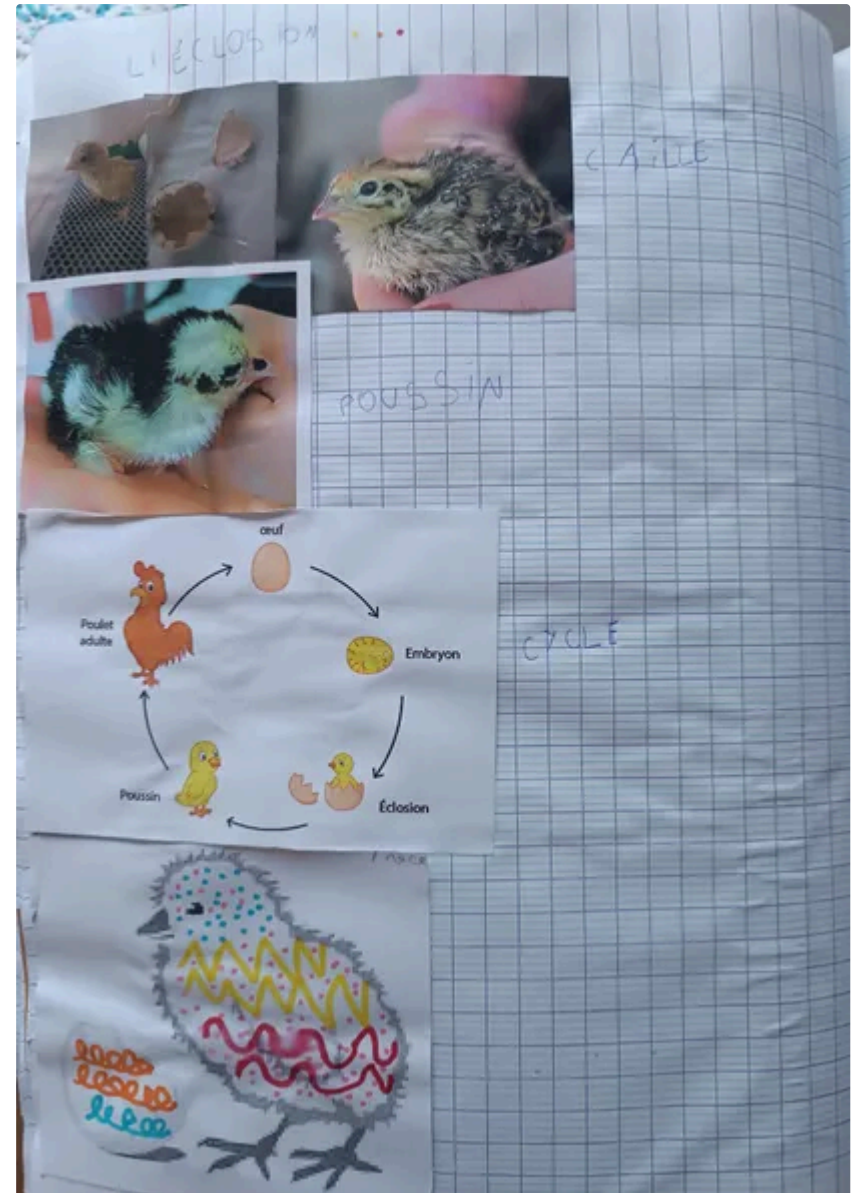 L'ÉCLOSION
CAILLE
POUSSIN
œuf
Poulet
adulte
Embryon
CYCLE
Poussin
Éclosion